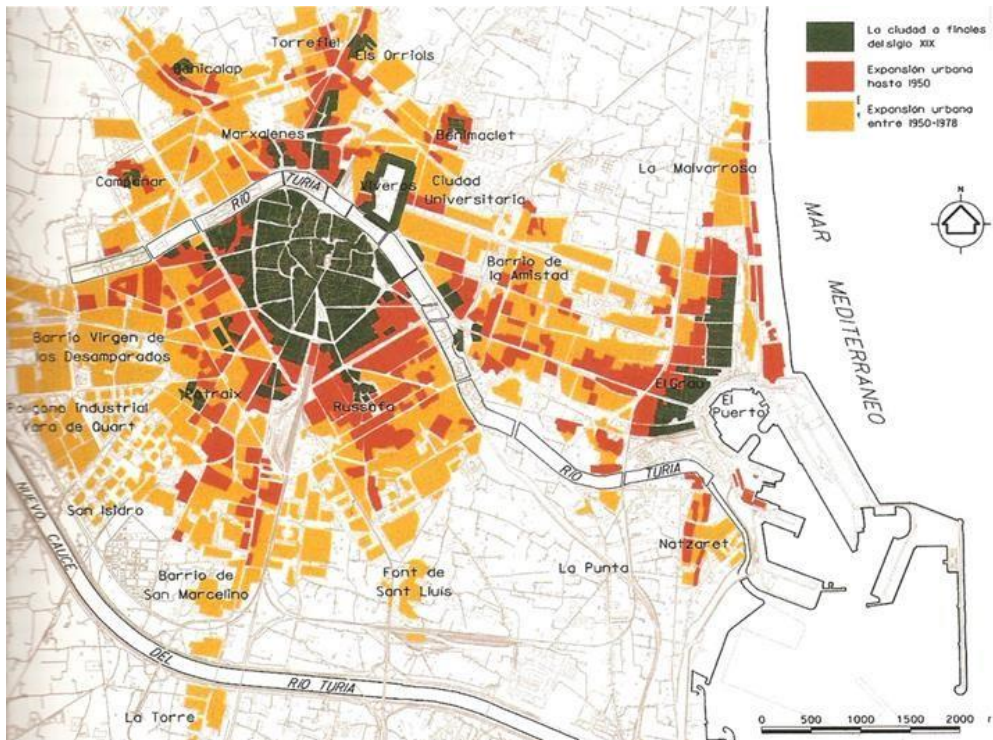 La ciudad a finales
del siglo XIX
Expansión urbana
hasta 1950
Expansión urbana
entre 1950-1978
Torrefiel
Els Orriols
Benicalap
Marxalenes
Benimaclet
La Malvarrosa
Campanar
RIO
TURIA
Viveros
Ciudad
Universitaria
N
MAR
MEDITERRANEO
Barrio de
la Amistad
Barrio Virgen de
los Desamparados
Patraix
Russafa
El Grau
El
Puerto
Poligono Industrial
Vara de Quart
RIO
TURIA
San Isidro
NUEVO CAUCE
Natzaret
Barrio de
San Marcelino
Font de
Sant Lluís
La Punta
DEL
RIO TURIA
La Torre
0 500 1000 1500 2000